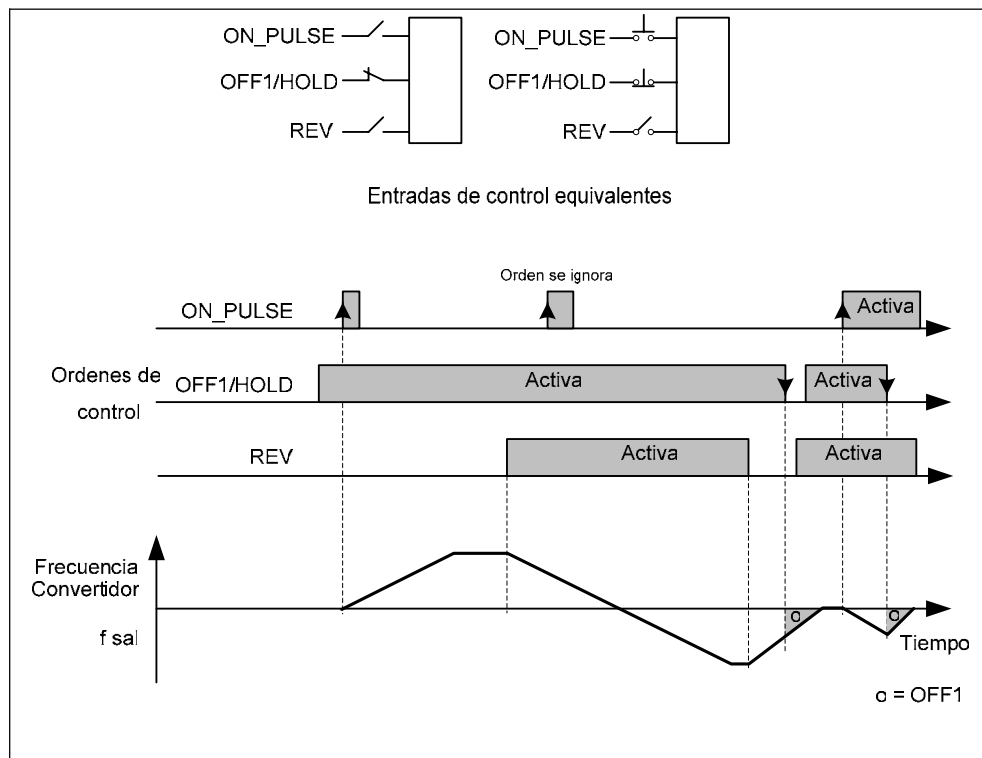 ON_PULSE
OFF1/HOLD
REV
ON_PULSE
OFF1/HOLD
REV
Entradas de control equivalentes
Orden se ignora
ON_PULSE
Activa
Ordenes de
control
OFF1/HOLD
Activa
Activa
REV
Activa
Activa
Frecuencia
Convertidor
f sal
o
o
Tiempo
o = OFF1